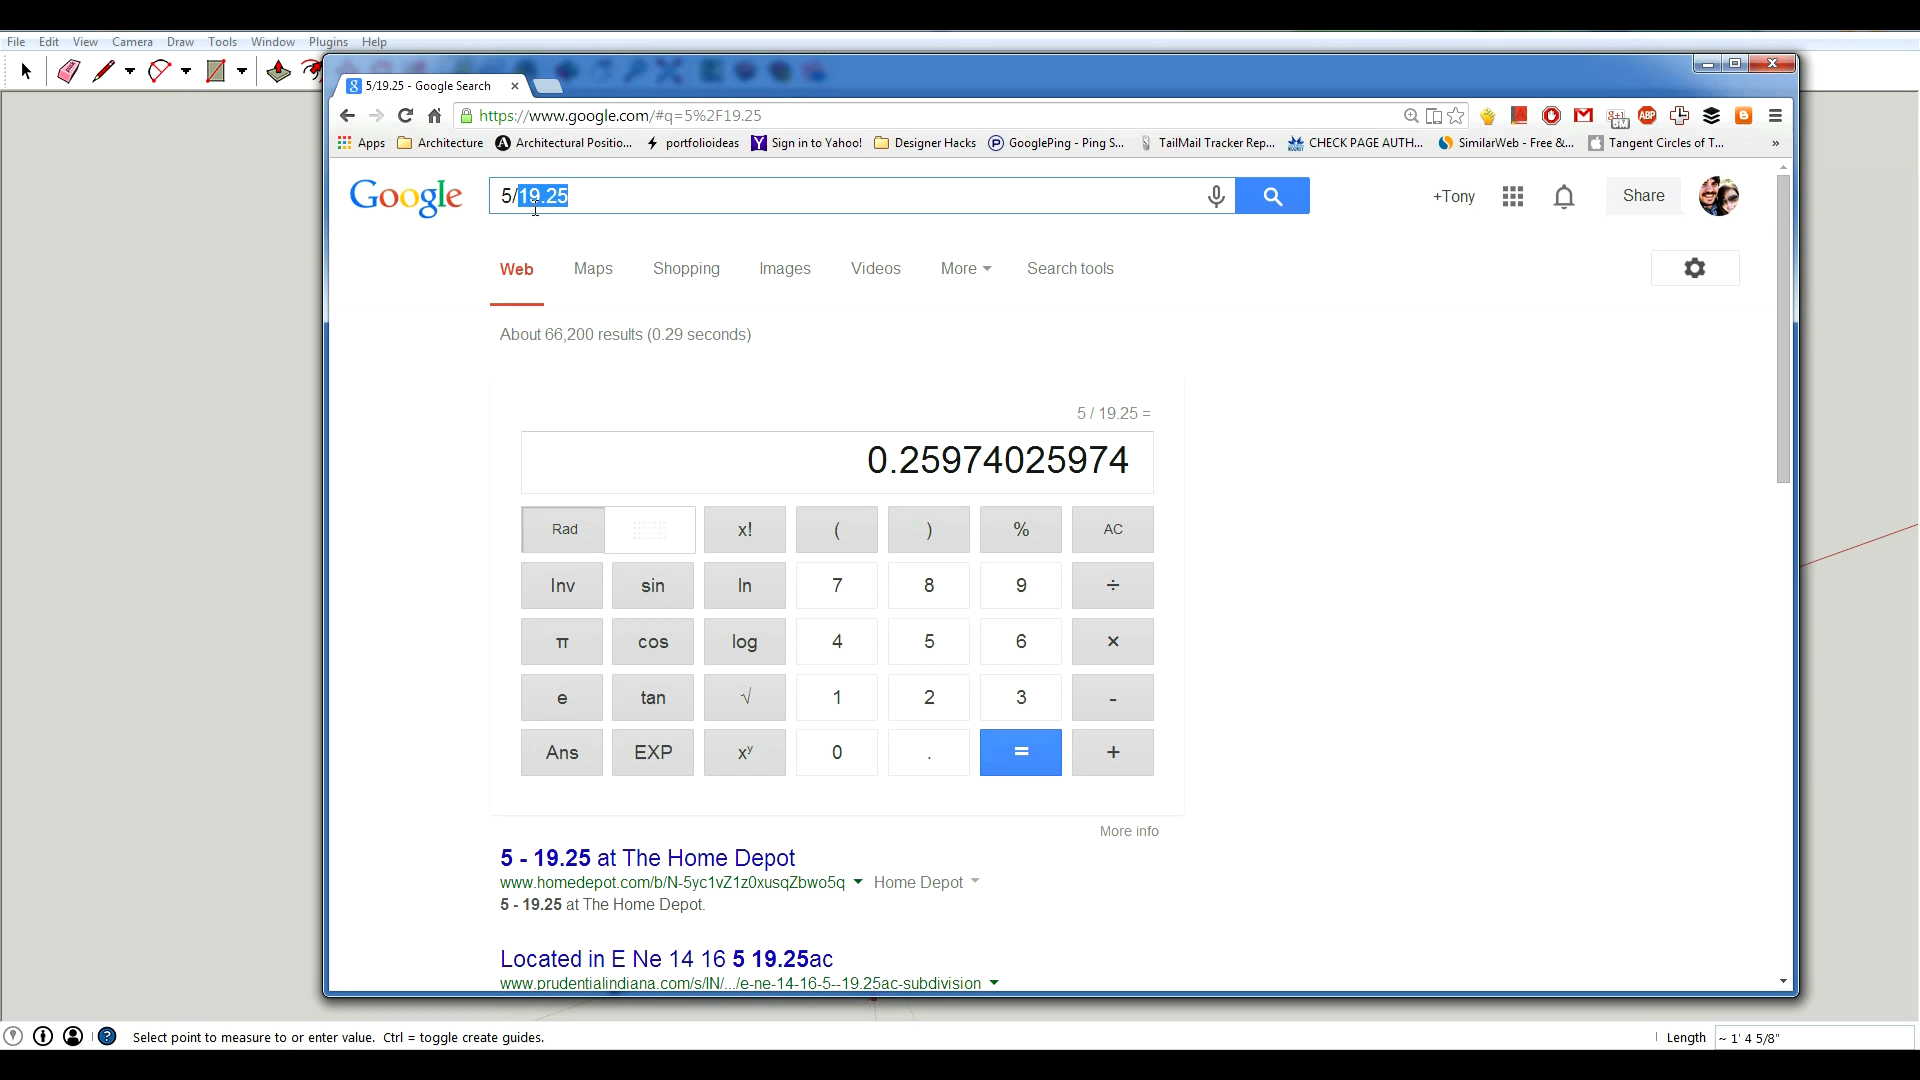 File Edit View Camera Draw Tools Window Plugins Help
5/19.25 - Google Search
https://www.google.com/#q=5%2F19.25
Apps Architecture Architectural Positio... portfolioideas Sign in to Yahoo! Designer Hacks GooglePing - Ping S... TailMail Tracker Rep... CHECK PAGE AUTH... SimilarWeb - Free &... Tangent Circles of T... »
Google 5/19.25 +Tony Share
Web Maps Shopping Images Videos More Search tools
About 66,200 results (0.29 seconds)
5 / 19.25 =
0.25974025974
Rad x! ( ) % AC
Inv sin ln 7 8 9 ÷
π cos log 4 5 6 ×
e tan √ 1 2 3 -
Ans EXP xʸ 0 . = +
More info
5 - 19.25 at The Home Depot
www.homedepot.com/b/N-5yc1vZ1z0xusqZbwo5q Home Depot
5 - 19.25 at The Home Depot.
Located in E Ne 14 16 5 19.25ac
www.prudentialindiana.com/s/IN/.../e-ne-14-16-5--19.25ac-subdivision
Select point to measure to or enter value. Ctrl = toggle create guides. Length ~ 1' 4 5/8"